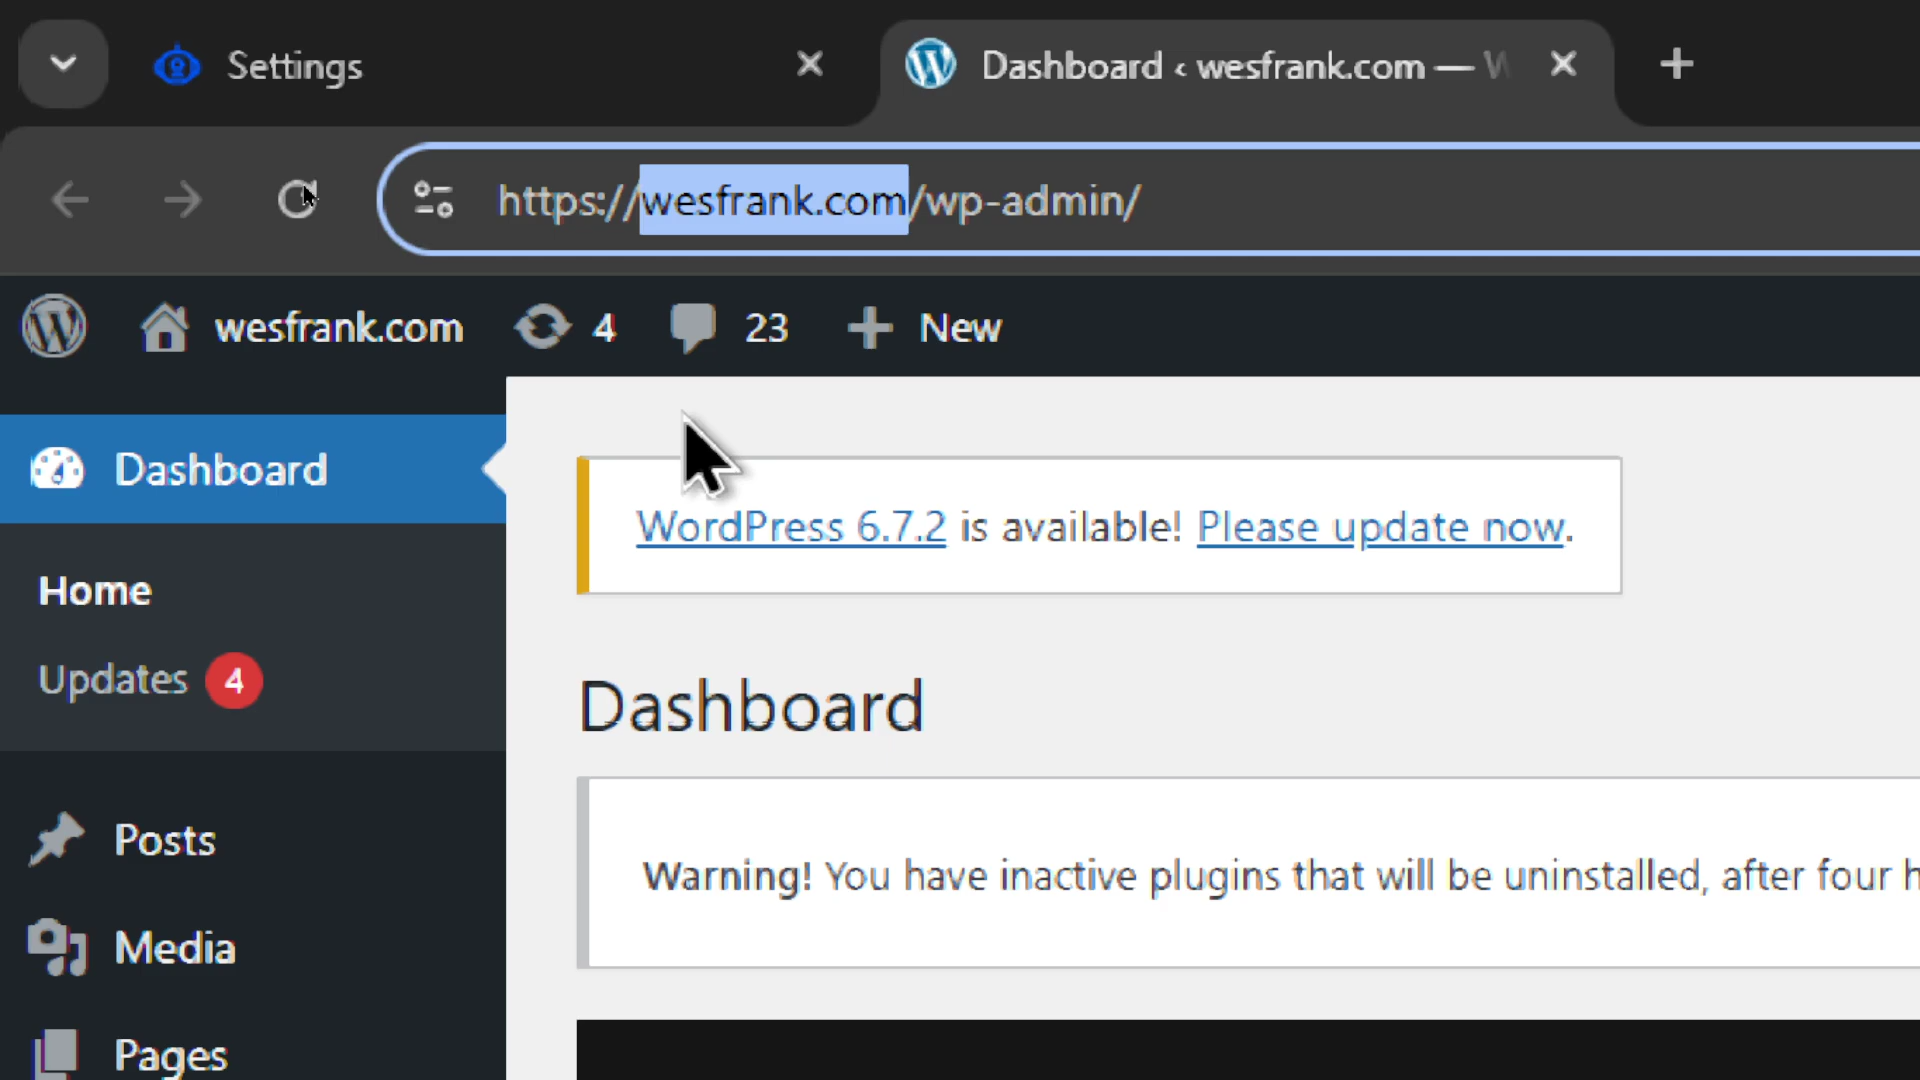 Settings
Dashboard ‹ wesfrank.com — W
https://wesfrank.com/wp-admin/
wesfrank.com 4 23 New
Dashboard
WordPress 6.7.2 is available! Please update now.
Home
Updates 4
Dashboard
Posts
Warning! You have inactive plugins that will be uninstalled, after four h
Media
Pages